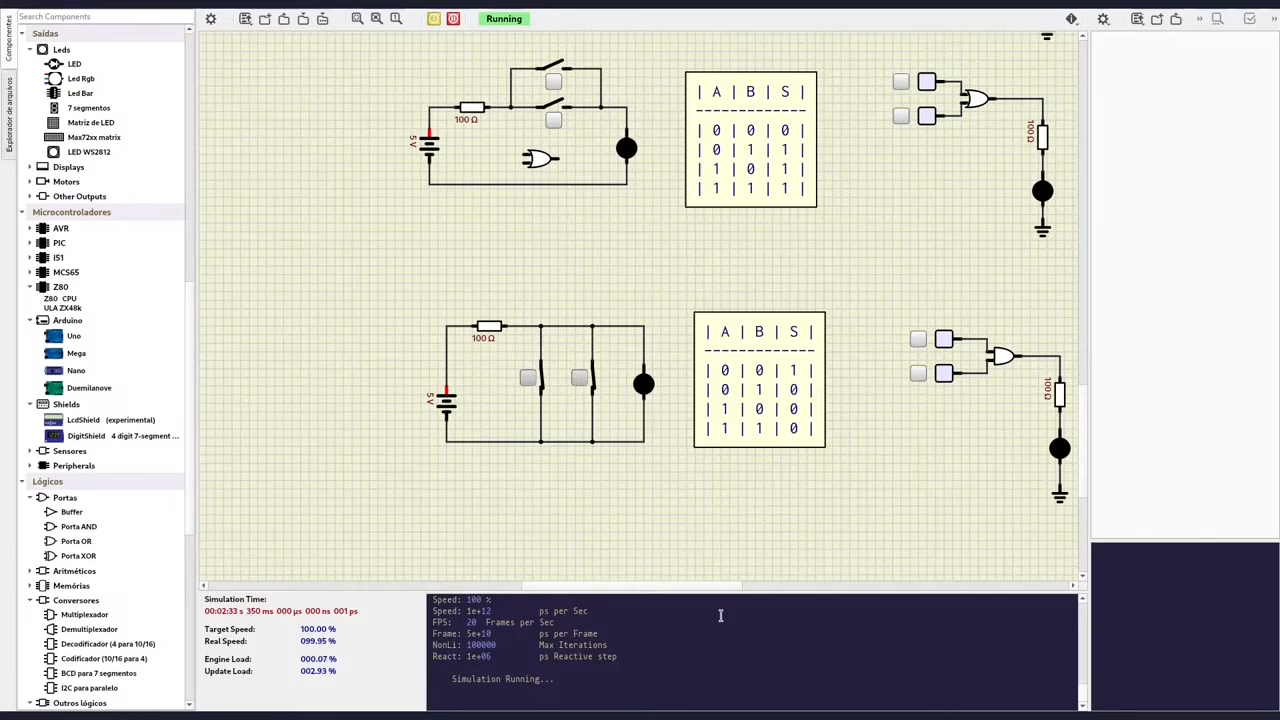 Componentes
Explorador de arquivos
Search Components
Saídas
Leds
LED
Led Rgb
Led Bar
7 segmentos
Matriz de LED
Max72xx matrix
LED WS2812
Displays
Motors
Other Outputs
Microcontroladores
AVR
PIC
I51
MCS65
Z80
Z80 CPU
ULA ZX48k
Arduino
Uno
Mega
Nano
Duemilanove
Shields
LcdShield (experimental)
DigitShield 4 digit 7-segment ...
Sensores
Peripherals
Lógicos
Portas
Buffer
Porta AND
Porta OR
Porta XOR
Aritméticos
Memórias
Conversores
Multiplexador
Demultiplexador
Decodificador (4 para 10/16)
Codificador (10/16 para 4)
BCD para 7 segmentos
I2C para paralelo
Outros lógicos
Running
»
»
100 Ω
5 V
| A | B | S |
-------------
| 0 | 0 | 0 |
| 0 | 1 | 1 |
| 1 | 0 | 1 |
| 1 | 1 | 1 |
100 Ω
100 Ω
5 V
| A | B | S |
-------------
| 0 | 0 | 1 |
| 0 | 1 | 0 |
| 1 | 0 | 0 |
| 1 | 1 | 0 |
100 Ω
Simulation Time:
00:02:33 s 350 ms 000 µs 000 ns 001 ps
Target Speed: 100.00 %
Real Speed: 099.95 %
Engine Load: 000.07 %
Update Load: 002.93 %
Speed: 100 %
Speed: 1e+12 ps per Sec
FPS: 20 Frames per Sec
Frame: 5e+10 ps per Frame
NonLi: 100000 Max Iterations
React: 1e+06 ps Reactive step
Simulation Running...